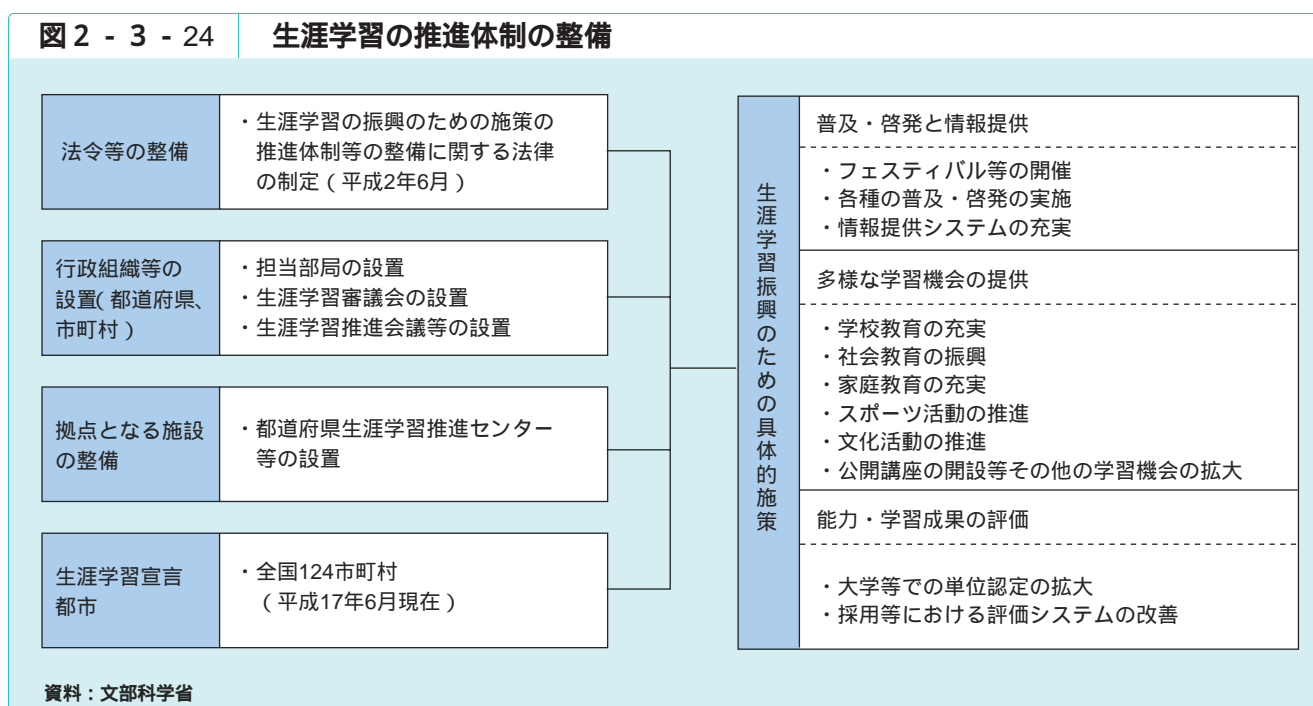 図2-3-24 生涯学習の推進体制の整備
法令等の整備
・生涯学習の振興のための施策の
推進体制等の整備に関する法律
の制定(平成2年6月)
行政組織等の
設置(都道府県、
市町村)
・担当部局の設置
・生涯学習審議会の設置
・生涯学習推進会議等の設置
拠点となる施設
の整備
・都道府県生涯学習推進センター
等の設置
生涯学習宣言
都市
・全国124市町村
(平成17年6月現在)
生涯学習振興のための具体的施策
普及・啓発と情報提供
・フェスティバル等の開催
・各種の普及・啓発の実施
・情報提供システムの充実
多様な学習機会の提供
・学校教育の充実
・社会教育の振興
・家庭教育の充実
・スポーツ活動の推進
・文化活動の推進
・公開講座の開設等その他の学習機会の拡大
能力・学習成果の評価
・大学等での単位認定の拡大
・採用等における評価システムの改善
資料:文部科学省